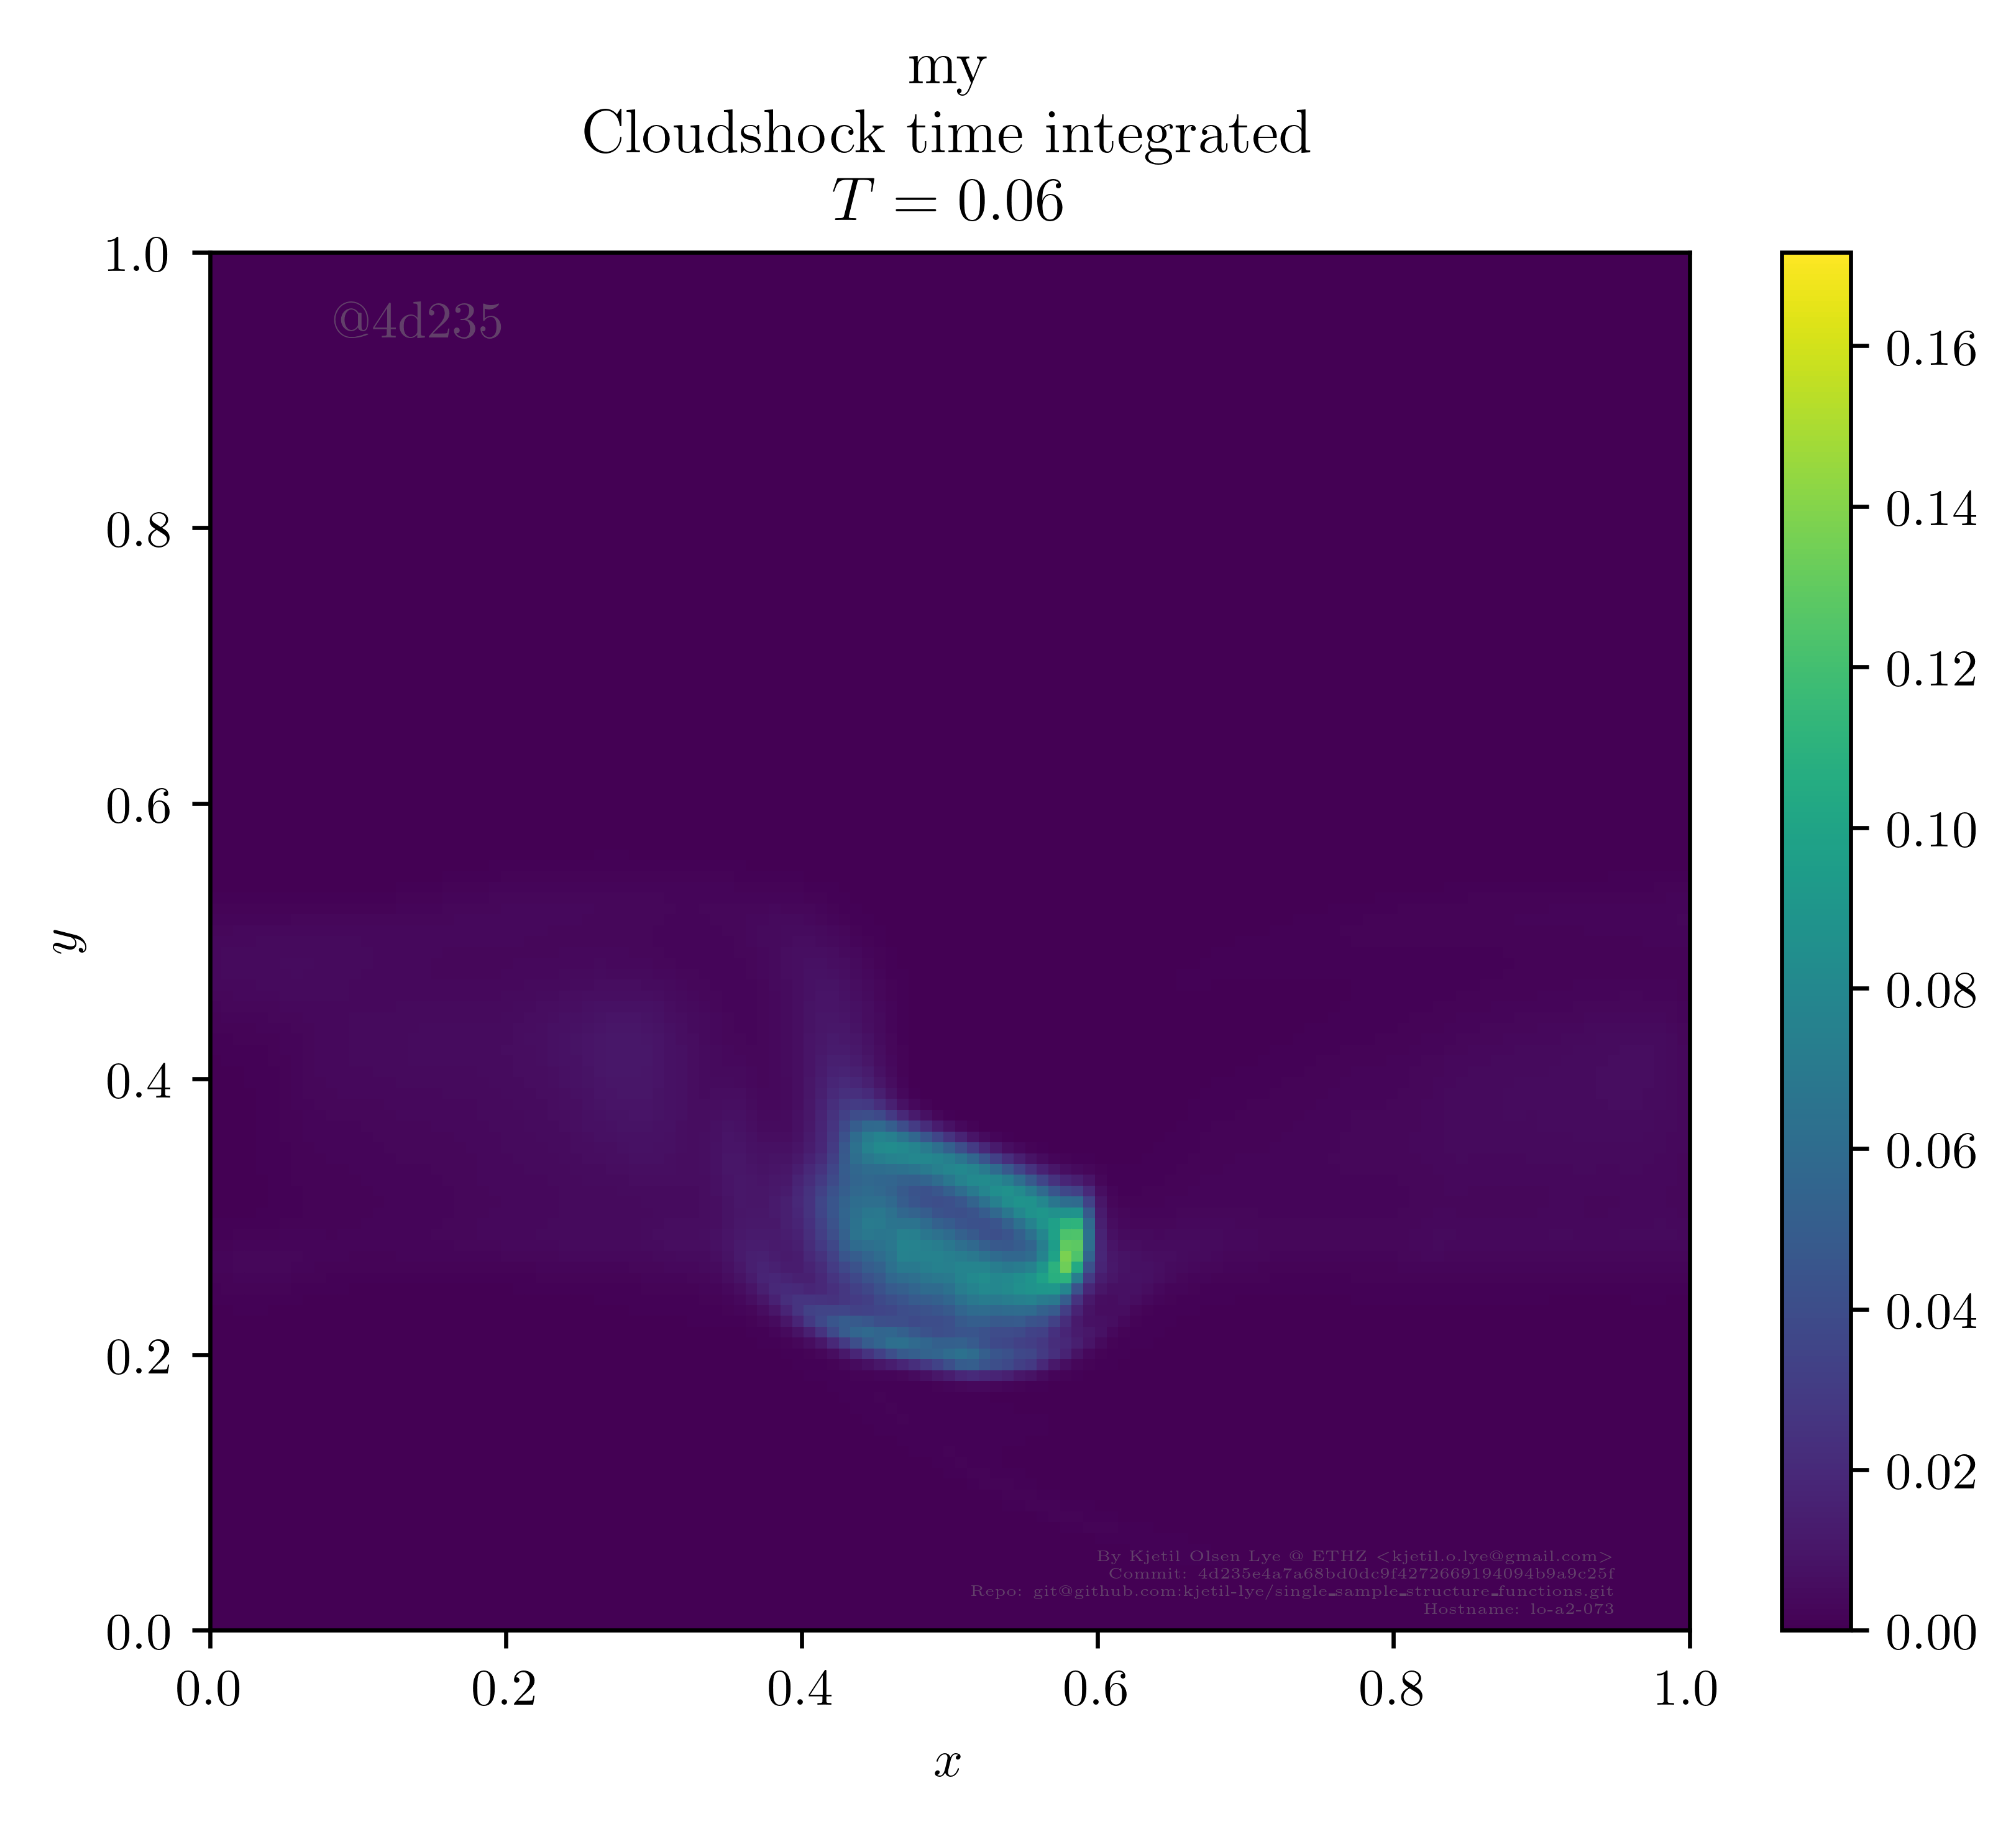 my
Cloudshock time integrated
T = 0.06
1.0
0.8
0.6
0.4
0.2
0.0
y
0.0 0.2 0.4 0.6 0.8 1.0
x
0.16
0.14
0.12
0.10
0.08
0.06
0.04
0.02
0.00
@4d235
By Kjetil Olsen Lye @ ETHZ <kjetil.o.lye@gmail.com>
Commit: 4d235e4a7a68bd0dc9f4272669194094b9a9c25f
Repo: git@github.com:kjetil-lye/single_sample_structure_functions.git
Hostname: lo-a2-073